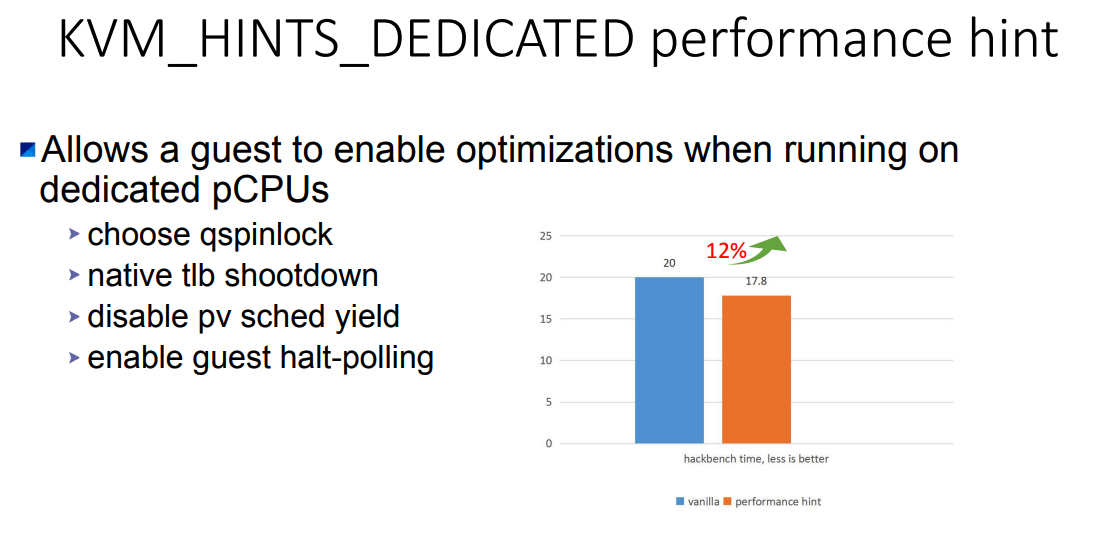 KVM_HINTS_DEDICATED performance hint
Allows a guest to enable optimizations when running on
dedicated pCPUs
choose qspinlock
native tlb shootdown
disable pv sched yield
enable guest halt-polling
25
20
15
10
5
0
20
12%
17.8
hackbench time, less is better
vanilla performance hint